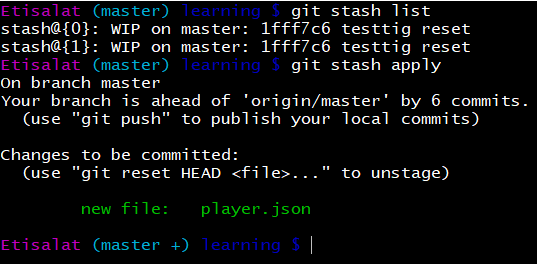 Etisalat (master) learning $ git stash list
stash@{0}: WIP on master: 1fff7c6 testtig reset
stash@{1}: WIP on master: 1fff7c6 testtig reset
Etisalat (master) learning $ git stash apply
On branch master
Your branch is ahead of 'origin/master' by 6 commits.
  (use "git push" to publish your local commits)
Changes to be committed:
  (use "git reset HEAD <file>..." to unstage)
        new file:   player.json
Etisalat (master +) learning $